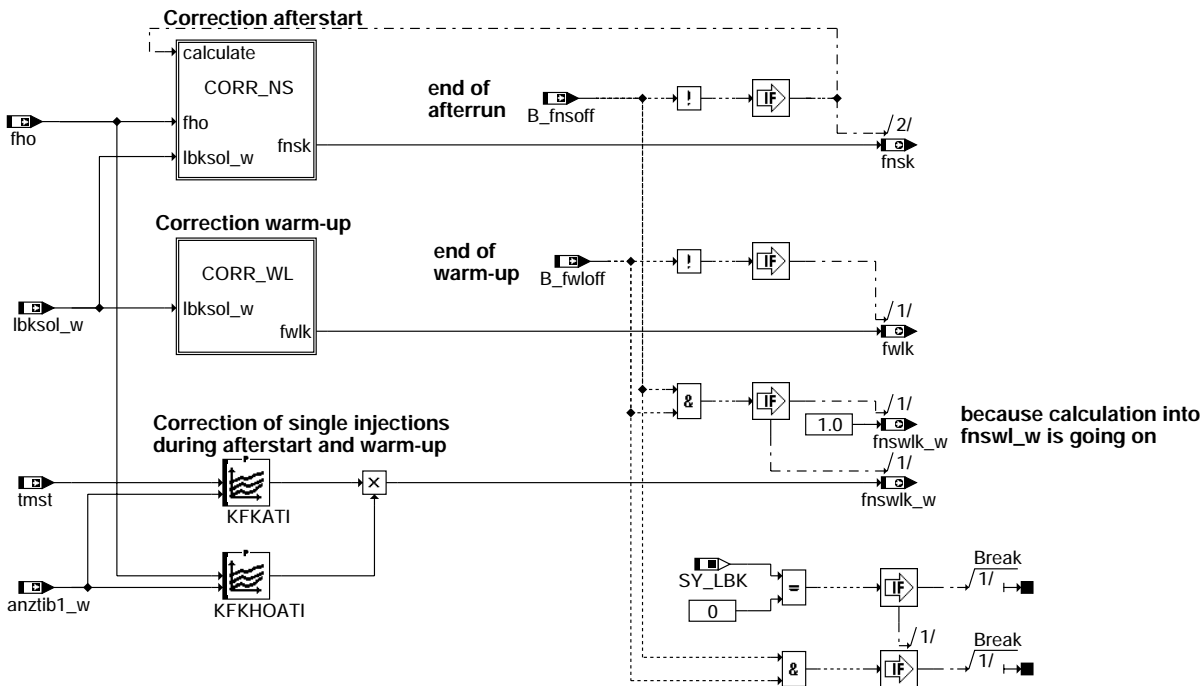 Correction afterstart
calculate
CORR_NS
fho
lbksol_w
fnsk
fho
end of
afterrun
B_fnsoff
!
IF
2/
fnsk
Correction warm-up
CORR_WL
lbksol_w
fwlk
lbksol_w
end of
warm-up
B_fwloff
!
IF
1/
fwlk
&
IF
1/
1.0
fnswlk_w
because calculation into
fnswl_w is going on
1/
fnswlk_w
Correction of single injections
during afterstart and warm-up
P
KFKATI
tmst
×
P
KFKHOATI
anztib1_w
SY_LBK
0
=
IF
Break
1/
1/
&
IF
Break
1/